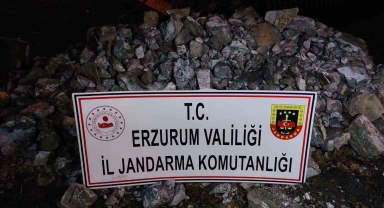 T.C.
ERZURUM VALİLİĞİ
İL JANDARMA KOMUTANLIĞI